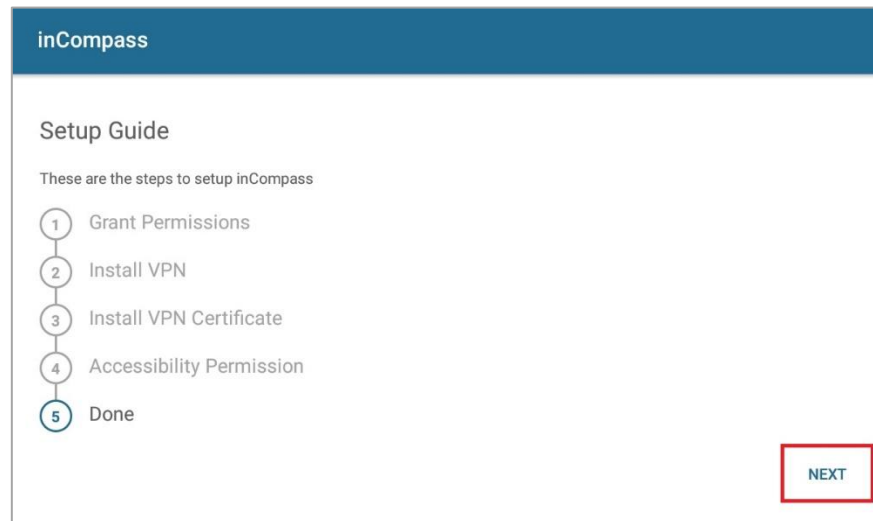 inCompass
Setup Guide
These are the steps to setup inCompass
1 Grant Permissions
2 Install VPN
3 Install VPN Certificate
4 Accessibility Permission
5 Done
NEXT